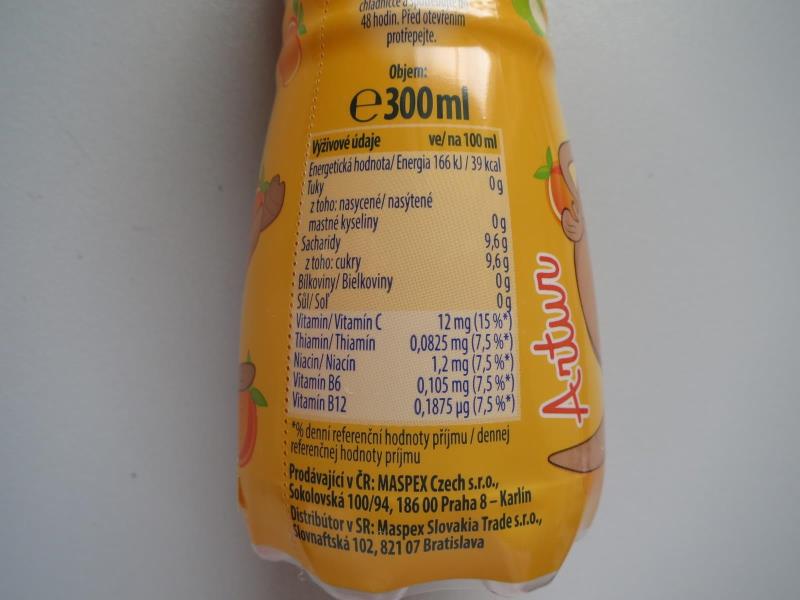 chladničce a spotřebujte do
48 hodin. Před otevřením
protřepejte.
Objem:
℮300ml
Výživové údaje ve/ na 100 ml
Energetická hodnota/ Energia 166 kJ / 39 kcal
Tuky 0 g
z toho: nasycené/ nasýtené
mastné kyseliny 0 g
Sacharidy 9,6 g
z toho: cukry 9,6 g
Bílkoviny/ Bielkoviny 0 g
Sůl/ Soľ 0 g
Vitamin/ Vitamín C 12 mg (15 %*)
Thiamin/ Thiamín 0,0825 mg (7,5 %*)
Niacin/ Niacín 1,2 mg (7,5 %*)
Vitamín B6 0,105 mg (7,5 %*)
Vitamín B12 0,1875 µg (7,5 %*)
*% denní referenční hodnoty příjmu / dennej
referenčnej hodnoty príjmu
Prodávající v ČR: MASPEX Czech s.r.o.,
Sokolovská 100/94, 186 00 Praha 8 – Karlín
Distribútor v SR: Maspex Slovakia Trade s.r.o.,
Slovnaftská 102, 821 07 Bratislava
Artur